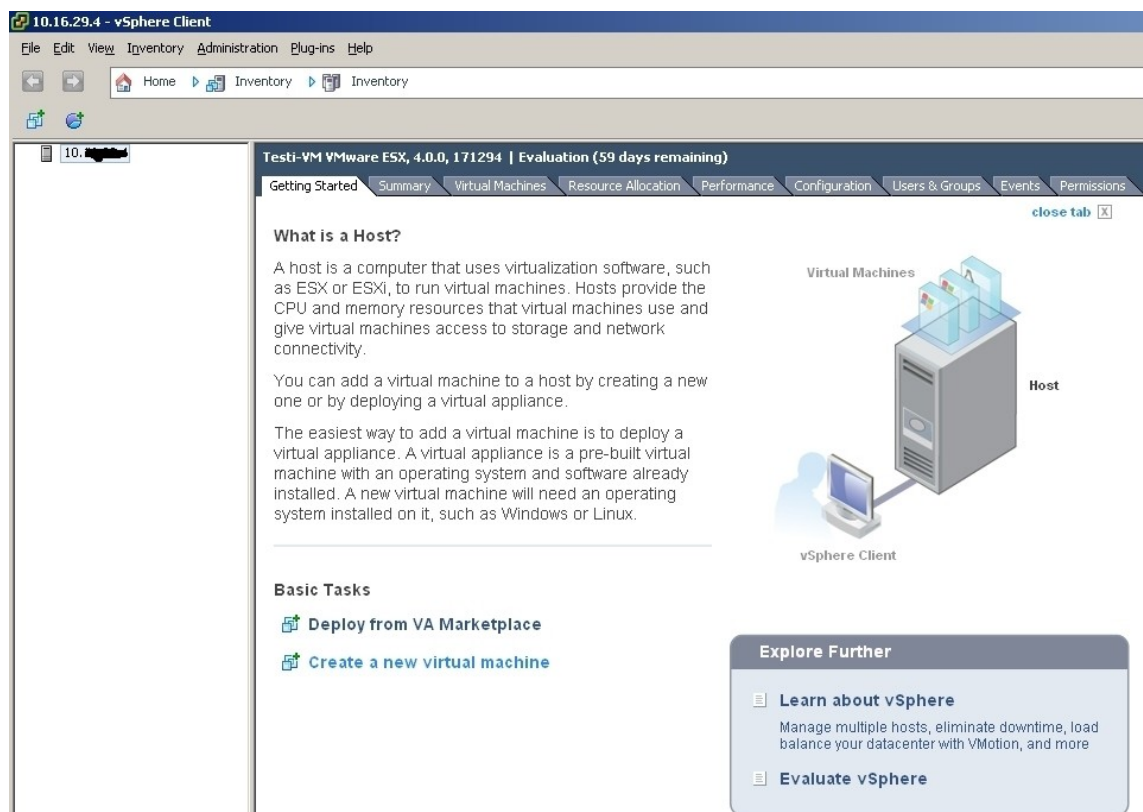 10.16.29.4 - vSphere Client
File Edit View Inventory Administration Plug-ins Help
Home Inventory Inventory
10.
Testi-VM VMware ESX, 4.0.0, 171294 | Evaluation (59 days remaining)
Getting Started Summary Virtual Machines Resource Allocation Performance Configuration Users & Groups Events Permissions
close tab X
What is a Host?
A host is a computer that uses virtualization software, such
as ESX or ESXi, to run virtual machines. Hosts provide the
CPU and memory resources that virtual machines use and
give virtual machines access to storage and network
connectivity.
You can add a virtual machine to a host by creating a new
one or by deploying a virtual appliance.
The easiest way to add a virtual machine is to deploy a
virtual appliance. A virtual appliance is a pre-built virtual
machine with an operating system and software already
installed. A new virtual machine will need an operating
system installed on it, such as Windows or Linux.
Virtual Machines
Host
vSphere Client
Basic Tasks
Deploy from VA Marketplace
Create a new virtual machine
Explore Further
Learn about vSphere
Manage multiple hosts, eliminate downtime, load
balance your datacenter with VMotion, and more
Evaluate vSphere